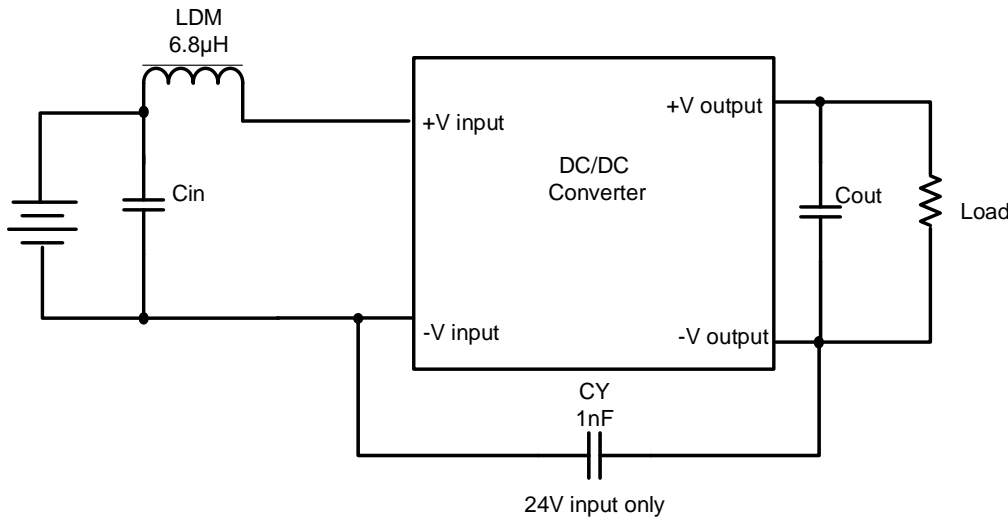 LDM
6.8µH
+V input
+V output
DC/DC
Converter
Cin
Cout
Load
-V input
-V output
CY
1nF
24V input only